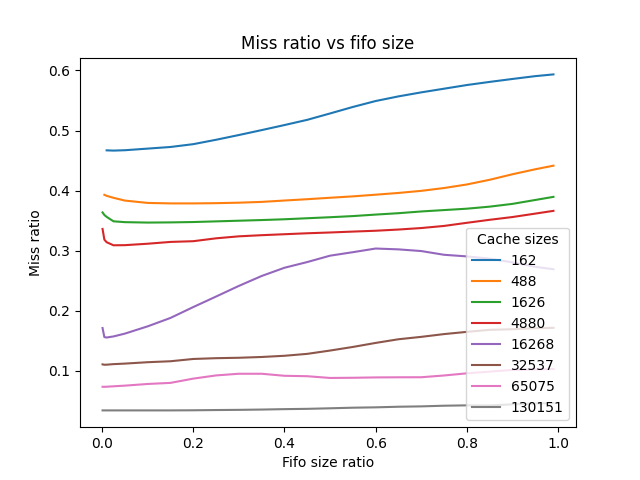 Miss ratio vs fifo size
Miss ratio
0.6
0.5
0.4
0.3
0.2
0.1
Cache sizes
162
488
1626
4880
16268
32537
65075
130151
0.0 0.2 0.4 0.6 0.8 1.0
Fifo size ratio